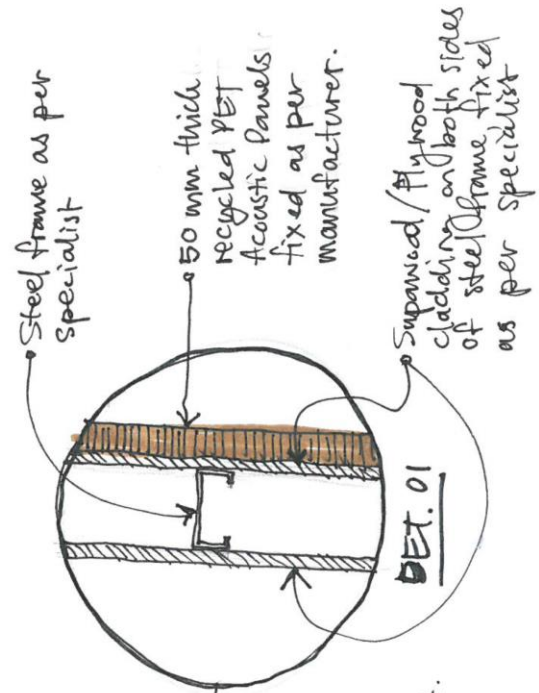 Steel frame as per
specialist
50 mm thick
recycled PET
Acoustic Panels
fixed as per
manufacturer.
Supawood/Plywood
cladding on both sides
of steel frame fixed
as per specialist
DET. 01